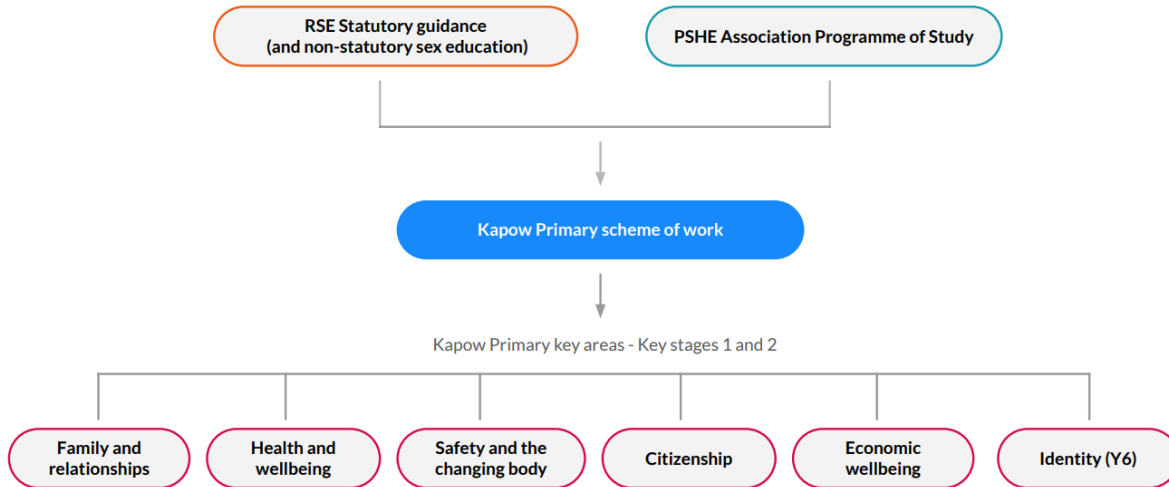 RSE Statutory guidance
(and non-statutory sex education)
PSHE Association Programme of Study
Kapow Primary scheme of work
Kapow Primary key areas - Key stages 1 and 2
Family and
relationships
Health and
wellbeing
Safety and the
changing body
Citizenship
Economic
wellbeing
Identity (Y6)